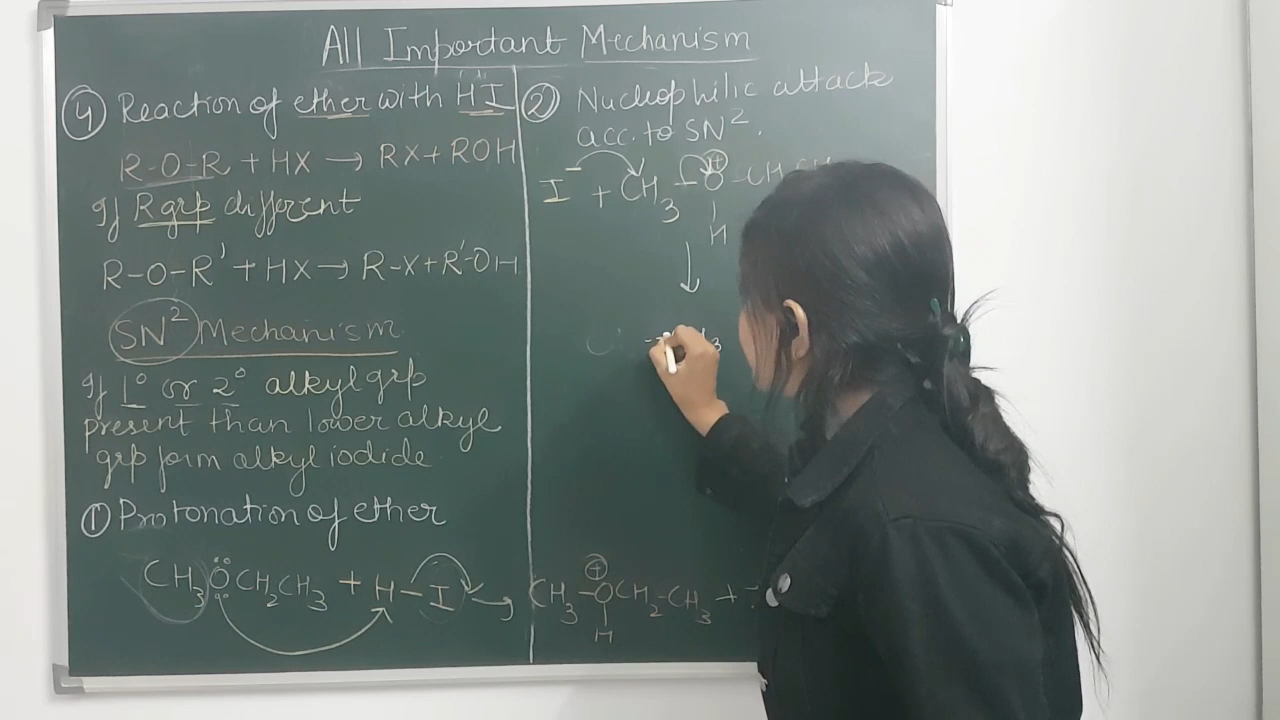 All Important Mechanism
④ Reaction of ether with HI
R-O-R + HX → RX + ROH
If R grp different
R-O-R' + HX → R-X + R'-OH
SN² Mechanism
If 1° or 2° alkyl grp
present than lower alkyl
grp form alkyl iodide
① Protonation of ether
CH₃ÖCH₂CH₃ + H-I → CH₃-O⊕CH₂-CH₃ +
H
② Nucleophilic attack
acc. to SN².
I⁻ + CH₃-O⊕-CH
H
↓